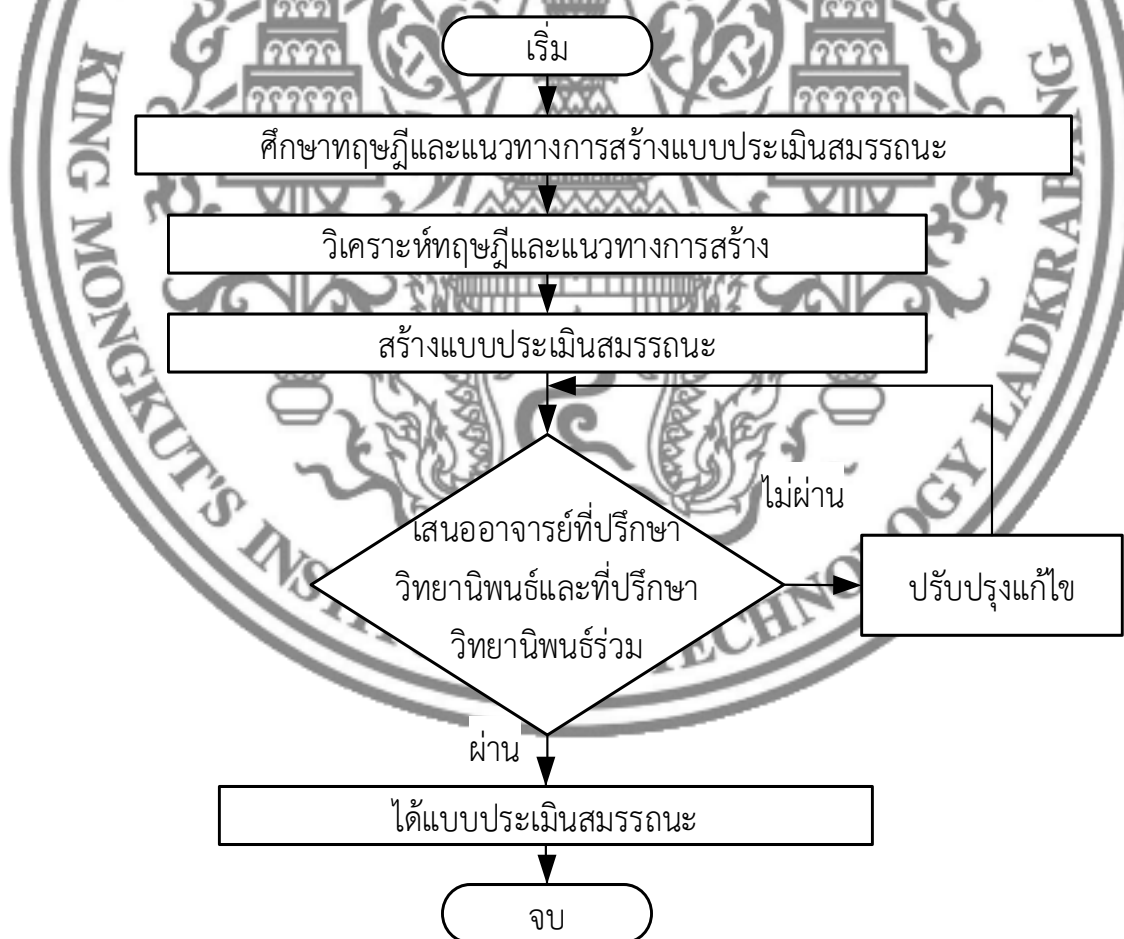 เริ่ม
ศึกษาทฤษฎีและแนวทางการสร้างแบบประเมินสมรรถนะ
วิเคราะห์ทฤษฎีและแนวทางการสร้าง
สร้างแบบประเมินสมรรถนะ
เสนออาจารย์ที่ปรึกษา
วิทยานิพนธ์และที่ปรึกษา
วิทยานิพนธ์ร่วม
ไม่ผ่าน
ปรับปรุงแก้ไข
ผ่าน
ได้แบบประเมินสมรรถนะ
จบ
KING MONGKUT'S INSTI TECHNOLOGY LADKRABANG